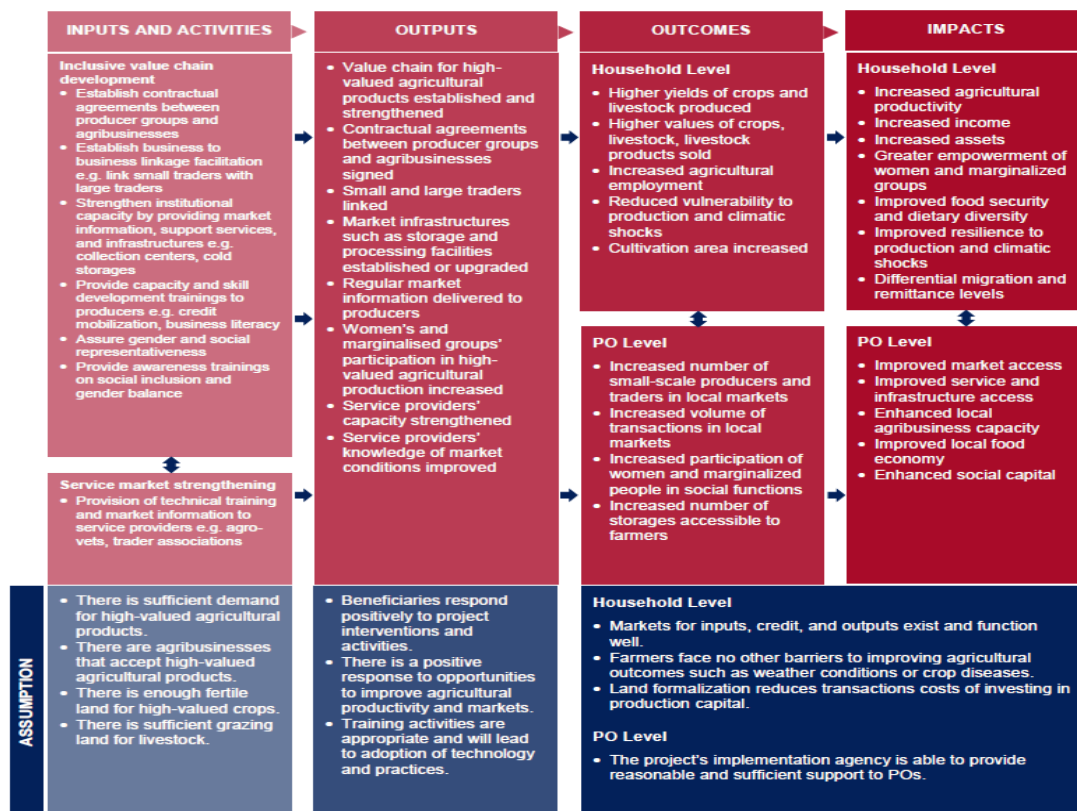 INPUTS AND ACTIVITIES
Inclusive value chain
development
• Establish contractual
agreements between
producer groups and
agribusinesses
• Establish business to
business linkage facilitation
e.g. link small traders with
large traders
• Strengthen institutional
capacity by providing market
information, support services,
and infrastructures e.g.
collection centers, cold
storages
• Provide capacity and skill
development trainings to
producers e.g. credit
mobilization, business literacy
• Assure gender and social
representativeness
• Provide awareness trainings
on social inclusion and
gender balance
Service market strengthening
• Provision of technical training
and market information to
service providers e.g. agro-
vets, trader associations
OUTPUTS
• Value chain for high-
valued agricultural
products established and
strengthened
• Contractual agreements
between producer groups
and agribusinesses
signed
• Small and large traders
linked
• Market infrastructures
such as storage and
processing facilities
established or upgraded
• Regular market
information delivered to
producers
• Women's and
marginalised groups'
participation in high-
valued agricultural
production increased
• Service providers'
capacity strengthened
• Service providers'
knowledge of market
conditions improved
OUTCOMES
Household Level
• Higher yields of crops and
livestock produced
• Higher values of crops,
livestock, livestock
products sold
• Increased agricultural
employment
• Reduced vulnerability to
production and climatic
shocks
• Cultivation area increased
PO Level
• Increased number of
small-scale producers and
traders in local markets
• Increased volume of
transactions in local
markets
• Increased participation of
women and marginalized
people in social functions
• Increased number of
storages accessible to
farmers
IMPACTS
Household Level
• Increased agricultural
productivity
• Increased income
• Increased assets
• Greater empowerment of
women and marginalized
groups
• Improved food security
and dietary diversity
• Improved resilience to
production and climatic
shocks
• Differential migration and
remittance levels
PO Level
• Improved market access
• Improved service and
infrastructure access
• Enhanced local
agribusiness capacity
• Improved local food
economy
• Enhanced social capital
ASSUMPTION
• There is sufficient demand
for high-valued agricultural
products.
• There are agribusinesses
that accept high-valued
agricultural products.
• There is enough fertile
land for high-valued crops.
• There is sufficient grazing
land for livestock.
• Beneficiaries respond
positively to project
interventions and
activities.
• There is a positive
response to opportunities
to improve agricultural
productivity and markets.
• Training activities are
appropriate and will lead
to adoption of technology
and practices.
Household Level
• Markets for inputs, credit, and outputs exist and function
well.
• Farmers face no other barriers to improving agricultural
outcomes such as weather conditions or crop diseases.
• Land formalization reduces transactions costs of investing in
production capital.
PO Level
• The project's implementation agency is able to provide
reasonable and sufficient support to POs.